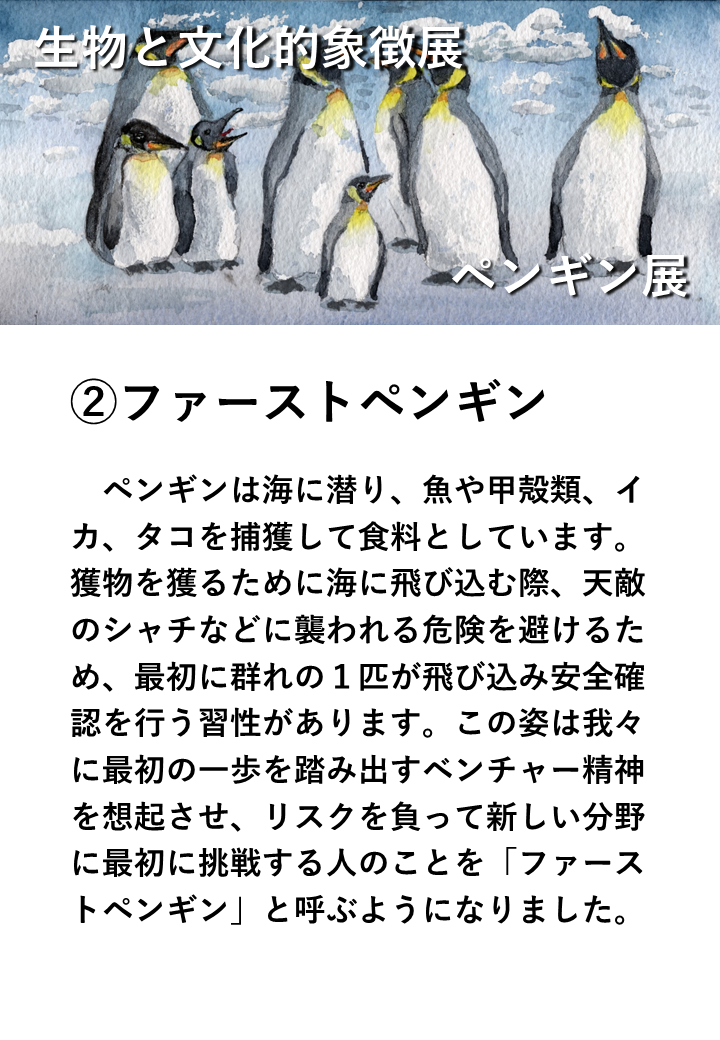 生物と文化的象徴展
ペンギン展
②ファーストペンギン
　ペンギンは海に潜り、魚や甲殻類、イ
カ、タコを捕獲して食料としています。
獲物を獲るために海に飛び込む際、天敵
のシャチなどに襲われる危険を避けるた
め、最初に群れの１匹が飛び込み安全確
認を行う習性があります。この姿は我々
に最初の一歩を踏み出すベンチャー精神
を想起させ、リスクを負って新しい分野
に最初に挑戦する人のことを「ファース
トペンギン」と呼ぶようになりました。